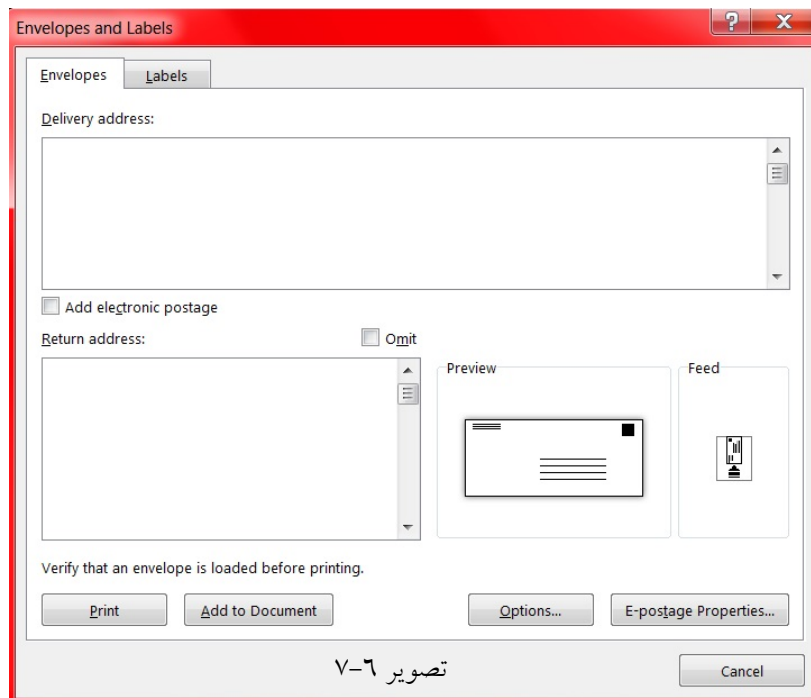 Envelopes and Labels
Envelopes Labels
Delivery address:
Add electronic postage
Return address: Omit
Preview Feed
Verify that an envelope is loaded before printing.
Print Add to Document Options... E-postage Properties...
تصویر ٦-٧
Cancel